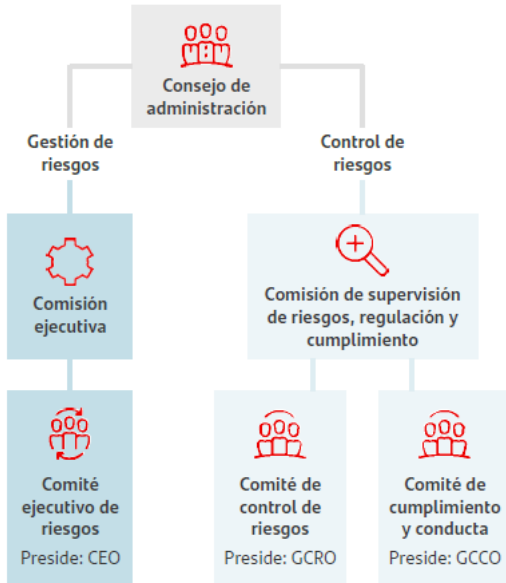 Consejo de
administración
Gestión de
riesgos
Control de
riesgos
Comisión
ejecutiva
Comisión de supervisión
de riesgos, regulación y
cumplimiento
Comité
ejecutivo de
riesgos
Preside: CEO
Comité de
control de
riesgos
Preside: GCRO
Comité de
cumplimiento
y conducta
Preside: GCCO